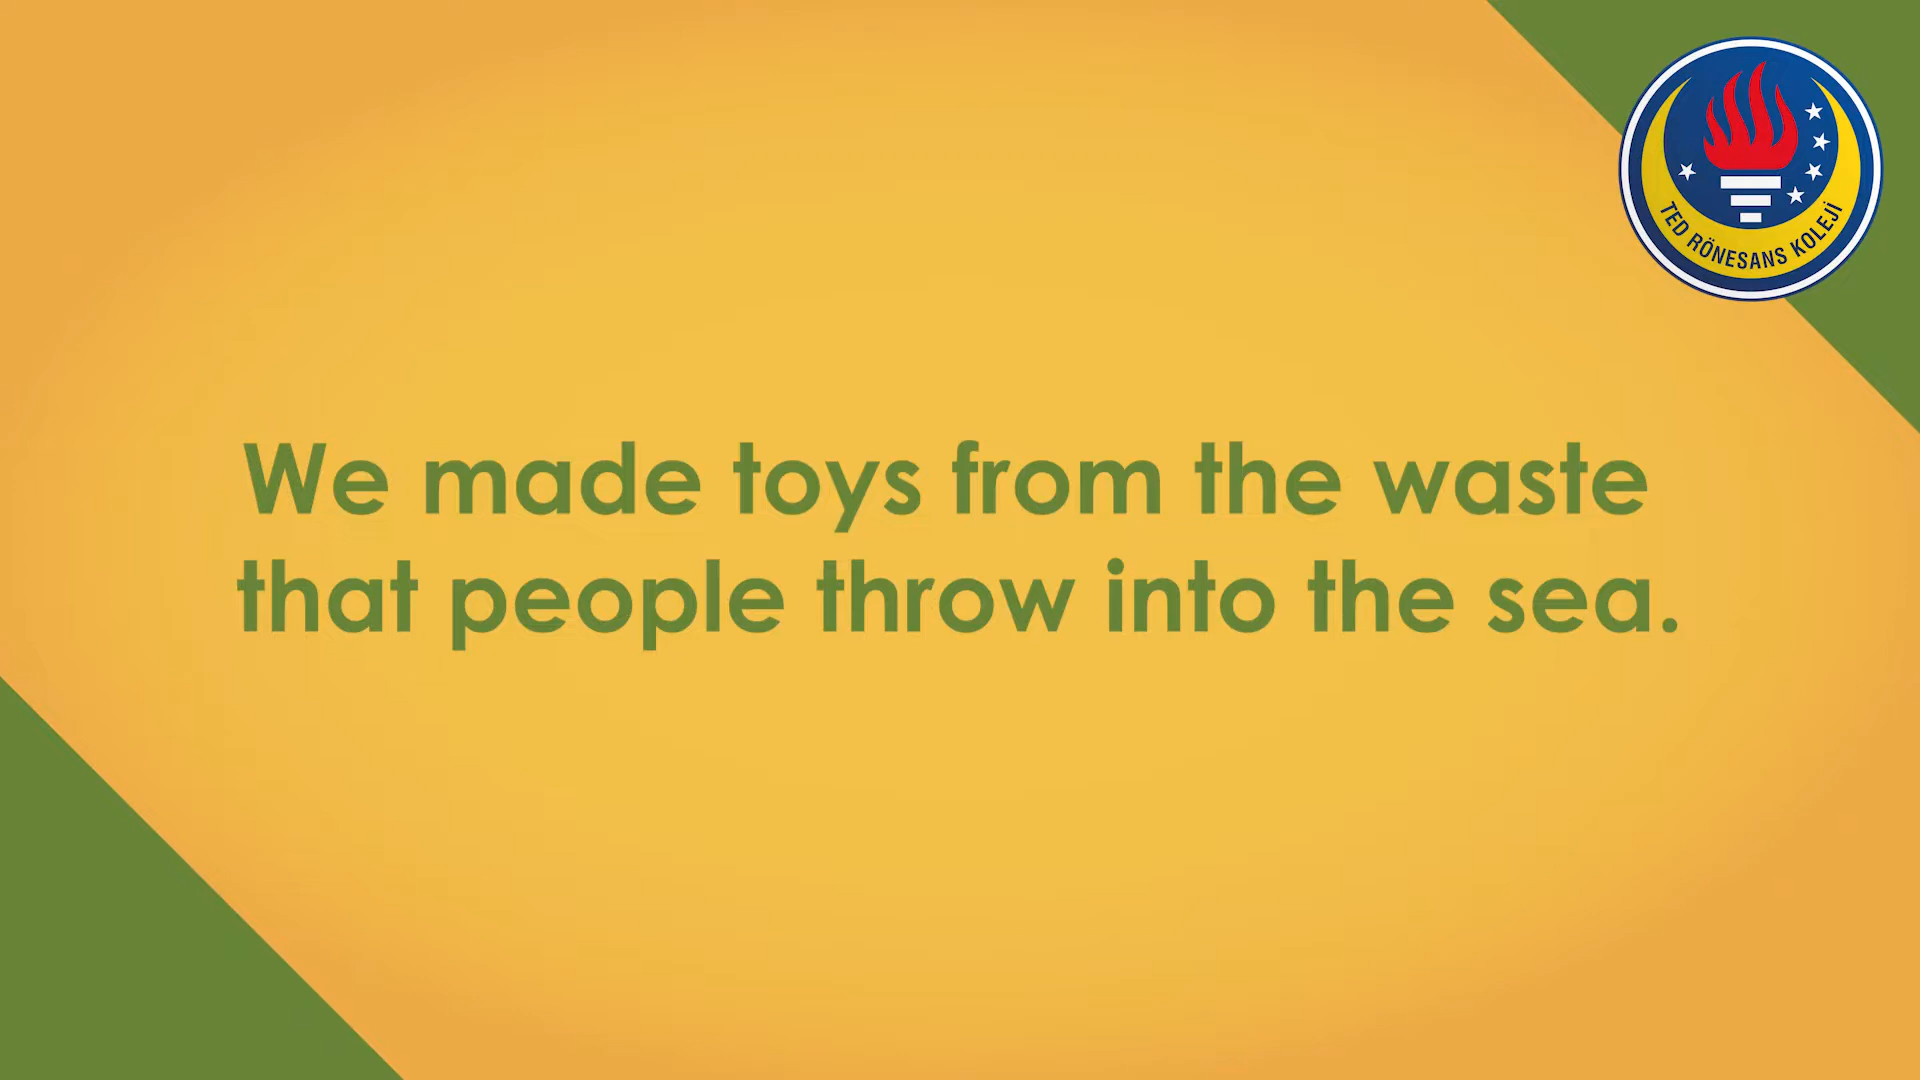 TED RÖNESANS KOLEJİ
We made toys from the waste
that people throw into the sea.